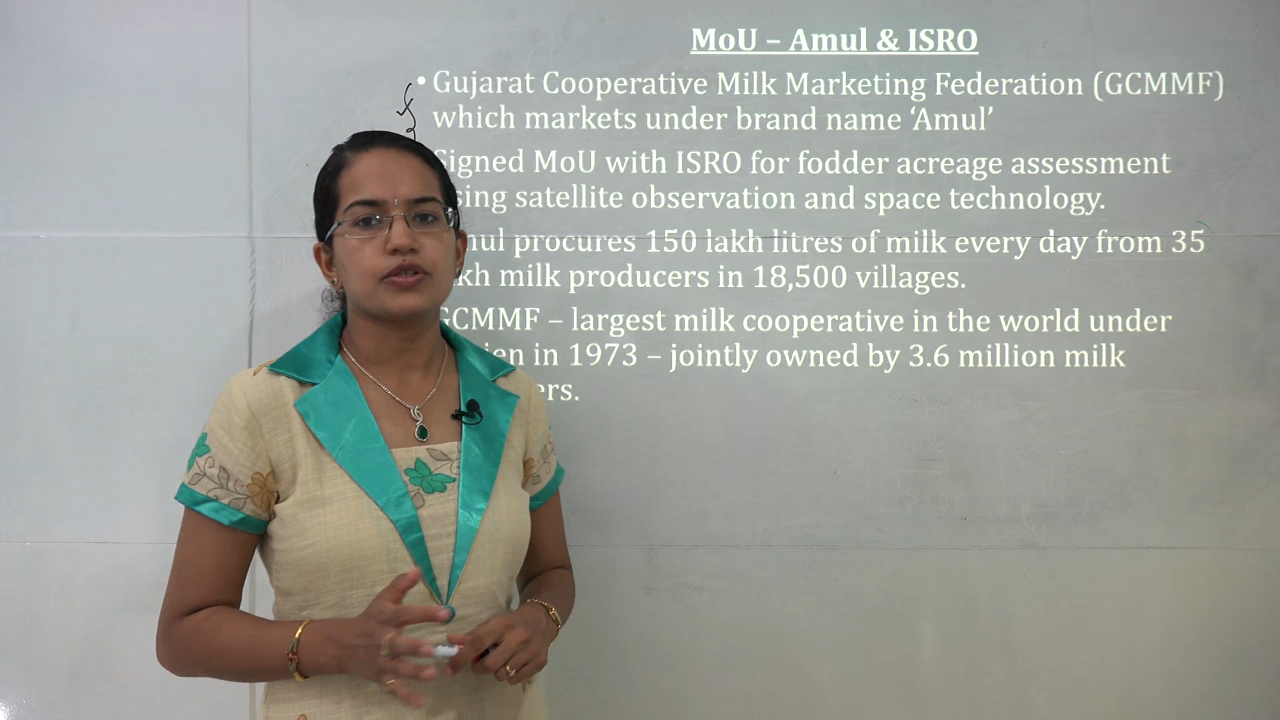 MoU – Amul & ISRO
• Gujarat Cooperative Milk Marketing Federation (GCMMF)
which markets under brand name ‘Amul’
Signed MoU with ISRO for fodder acreage assessment
sing satellite observation and space technology.
procures 150 lakh litres of milk every day from 35
kh milk producers in 18,500 villages.
GCMMF – largest milk cooperative in the world under
in 1973 – jointly owned by 3.6 million milk
ers.